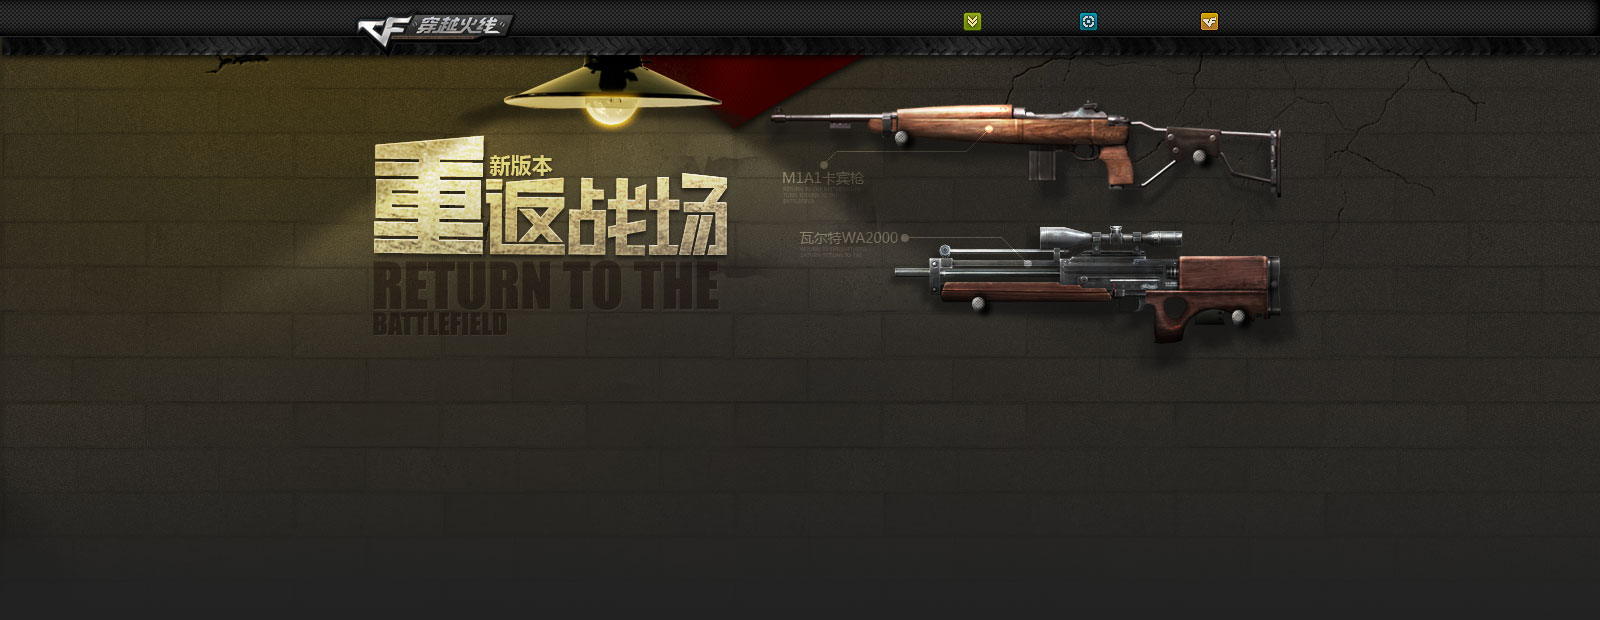 CF 穿越火线
新版本
重返战场
RETURN TO THE
BATTLEFIELD
M1A1卡宾枪
瓦尔特WA2000